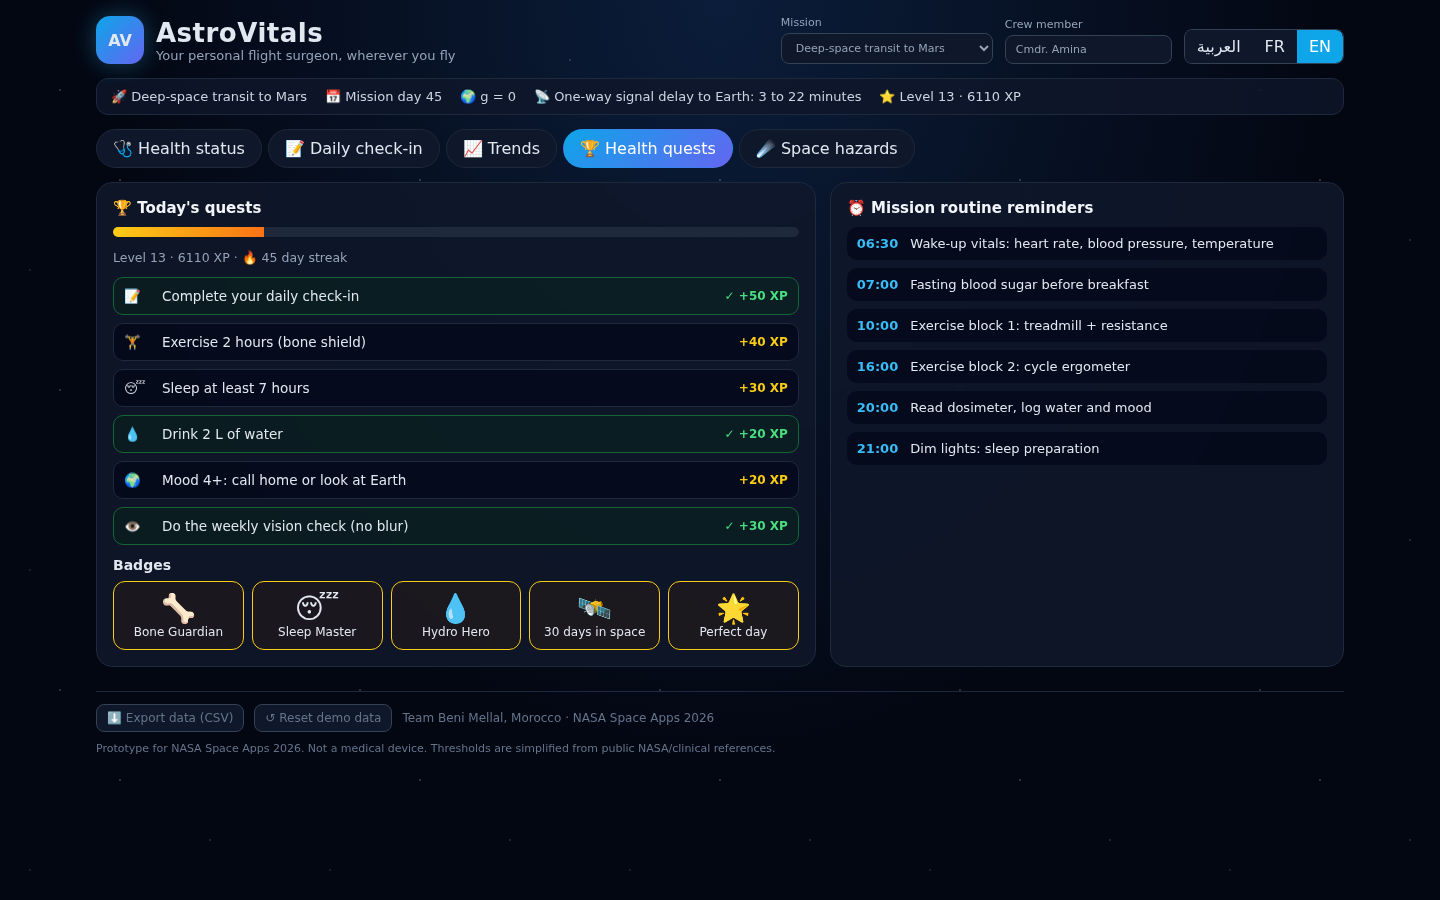 AV
AstroVitals
Your personal flight surgeon, wherever you fly
Mission
Deep-space transit to Mars
Crew member
Cmdr. Amina
العربية FR EN
🚀 Deep-space transit to Mars 📅 Mission day 45 🌍 g = 0 📡 One-way signal delay to Earth: 3 to 22 minutes ⭐ Level 13 · 6110 XP
🩺 Health status 📝 Daily check-in 📈 Trends 🏆 Health quests ☄️ Space hazards
🏆 Today's quests
Level 13 · 6110 XP · 🔥 45 day streak
📝 Complete your daily check-in ✓ +50 XP
🏋️ Exercise 2 hours (bone shield) +40 XP
😴 Sleep at least 7 hours +30 XP
💧 Drink 2 L of water ✓ +20 XP
🌍 Mood 4+: call home or look at Earth +20 XP
👁️ Do the weekly vision check (no blur) ✓ +30 XP
Badges
Bone Guardian
Sleep Master
Hydro Hero
30 days in space
Perfect day
⏰ Mission routine reminders
06:30 Wake-up vitals: heart rate, blood pressure, temperature
07:00 Fasting blood sugar before breakfast
10:00 Exercise block 1: treadmill + resistance
16:00 Exercise block 2: cycle ergometer
20:00 Read dosimeter, log water and mood
21:00 Dim lights: sleep preparation
⬇️ Export data (CSV) ↺ Reset demo data Team Beni Mellal, Morocco · NASA Space Apps 2026
Prototype for NASA Space Apps 2026. Not a medical device. Thresholds are simplified from public NASA/clinical references.